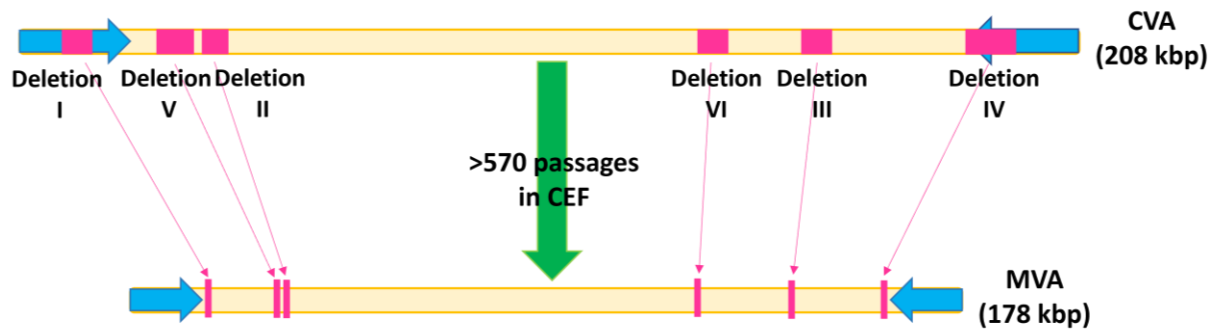 CVA
(208 kbp)
Deletion
I
Deletion
V
Deletion
II
Deletion
VI
Deletion
III
Deletion
IV
>570 passages
in CEF
MVA
(178 kbp)